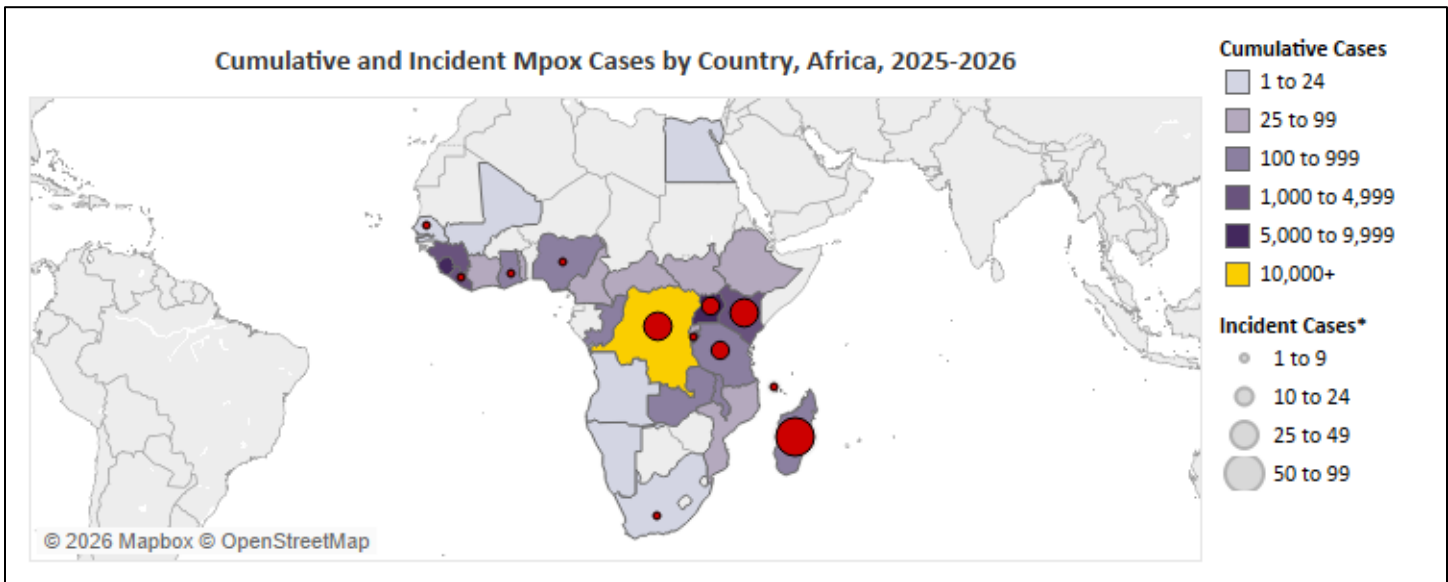 Cumulative and Incident Mpox Cases by Country, Africa, 2025-2026
Cumulative Cases
1 to 24
25 to 99
100 to 999
1,000 to 4,999
5,000 to 9,999
10,000+
Incident Cases*
1 to 9
10 to 24
25 to 49
50 to 99
© 2026 Mapbox © OpenStreetMap